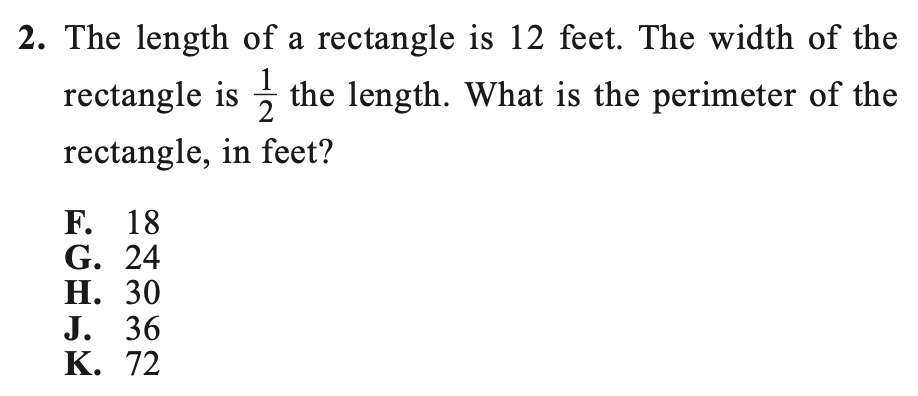 2. The length of a rectangle is 12 feet. The width of the
rectangle is 1/2 the length. What is the perimeter of the
rectangle, in feet?
F. 18
G. 24
H. 30
J. 36
K. 72